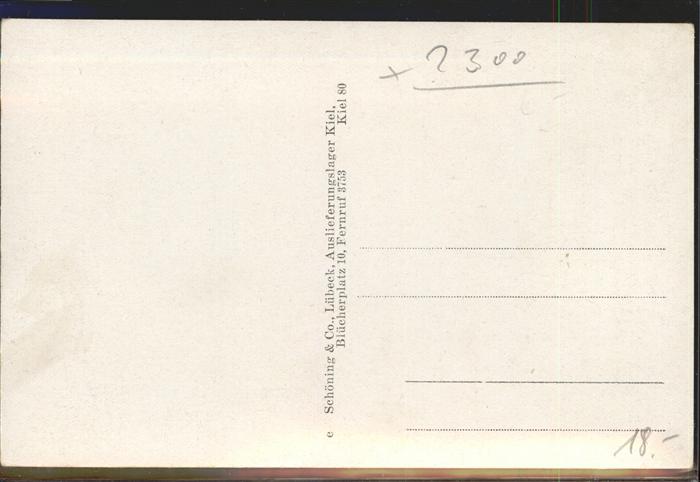 x 2300
e Schöning & Co., Lübeck, Auslieferungslager Kiel,
Blücherplatz 10, Fernruf 3753 Kiel 80
18.-